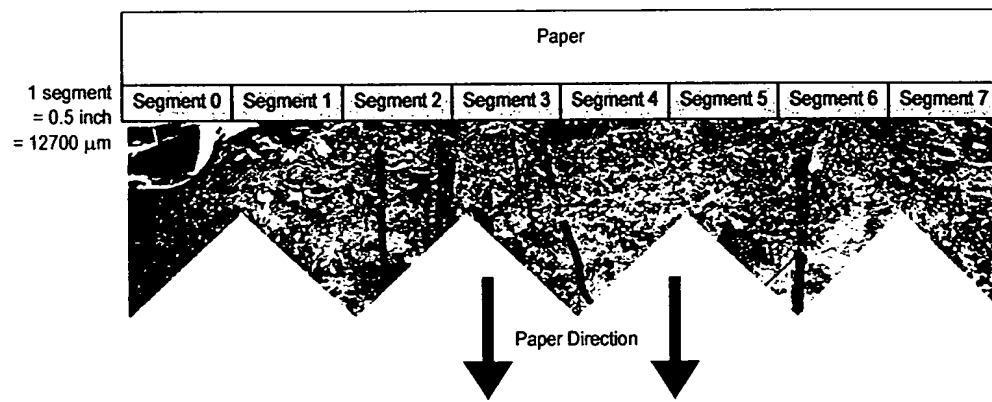 Paper
1 segment
= 0.5 inch
= 12700 µm
Segment 0 Segment 1 Segment 2 Segment 3 Segment 4 Segment 5 Segment 6 Segment 7
Paper Direction